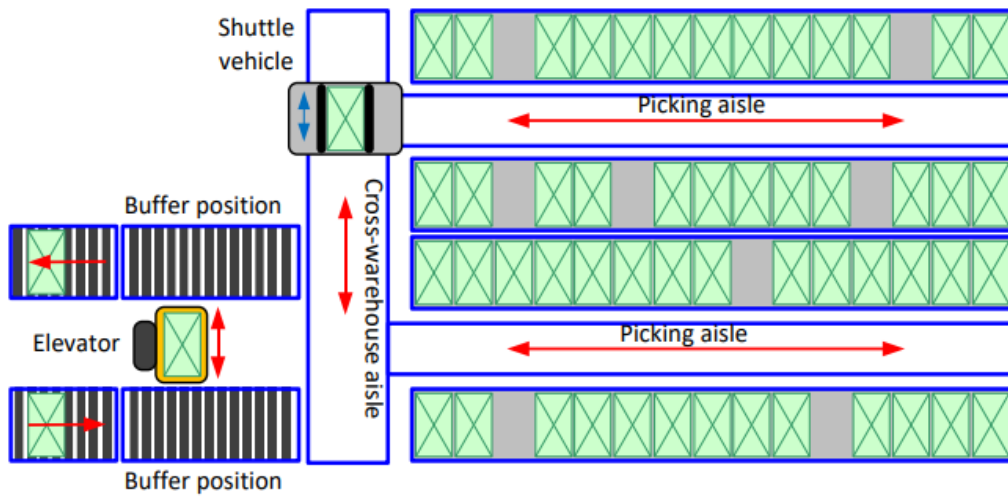 Shuttle
vehicle
Picking aisle
Cross-warehouse aisle
Buffer position
Elevator
Picking aisle
Buffer position